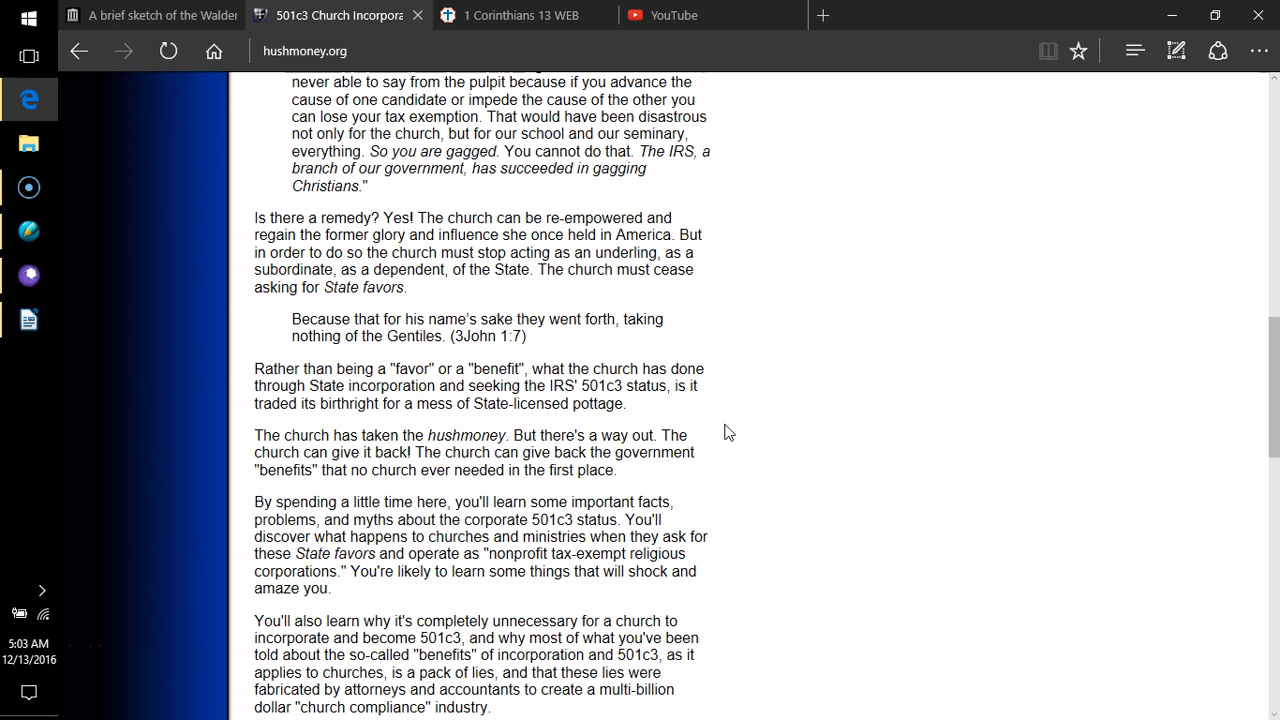 A brief sketch of the Walden
501c3 Church Incorpora
1 Corinthians 13 WEB
YouTube
hushmoney.org
never able to say from the pulpit because if you advance the
cause of one candidate or impede the cause of the other you
can lose your tax exemption. That would have been disastrous
not only for the church, but for our school and our seminary,
everything. So you are gagged. You cannot do that. The IRS, a
branch of our government, has succeeded in gagging
Christians."
Is there a remedy? Yes! The church can be re-empowered and
regain the former glory and influence she once held in America. But
in order to do so the church must stop acting as an underling, as a
subordinate, as a dependent, of the State. The church must cease
asking for State favors.
Because that for his name's sake they went forth, taking
nothing of the Gentiles. (3John 1:7)
Rather than being a "favor" or a "benefit", what the church has done
through State incorporation and seeking the IRS' 501c3 status, is it
traded its birthright for a mess of State-licensed pottage.
The church has taken the hushmoney. But there's a way out. The
church can give it back! The church can give back the government
"benefits" that no church ever needed in the first place.
By spending a little time here, you'll learn some important facts,
problems, and myths about the corporate 501c3 status. You'll
discover what happens to churches and ministries when they ask for
these State favors and operate as "nonprofit tax-exempt religious
corporations." You're likely to learn some things that will shock and
amaze you.
You'll also learn why it's completely unnecessary for a church to
incorporate and become 501c3, and why most of what you've been
told about the so-called "benefits" of incorporation and 501c3, as it
applies to churches, is a pack of lies, and that these lies were
fabricated by attorneys and accountants to create a multi-billion
dollar "church compliance" industry.
5:03 AM
12/13/2016